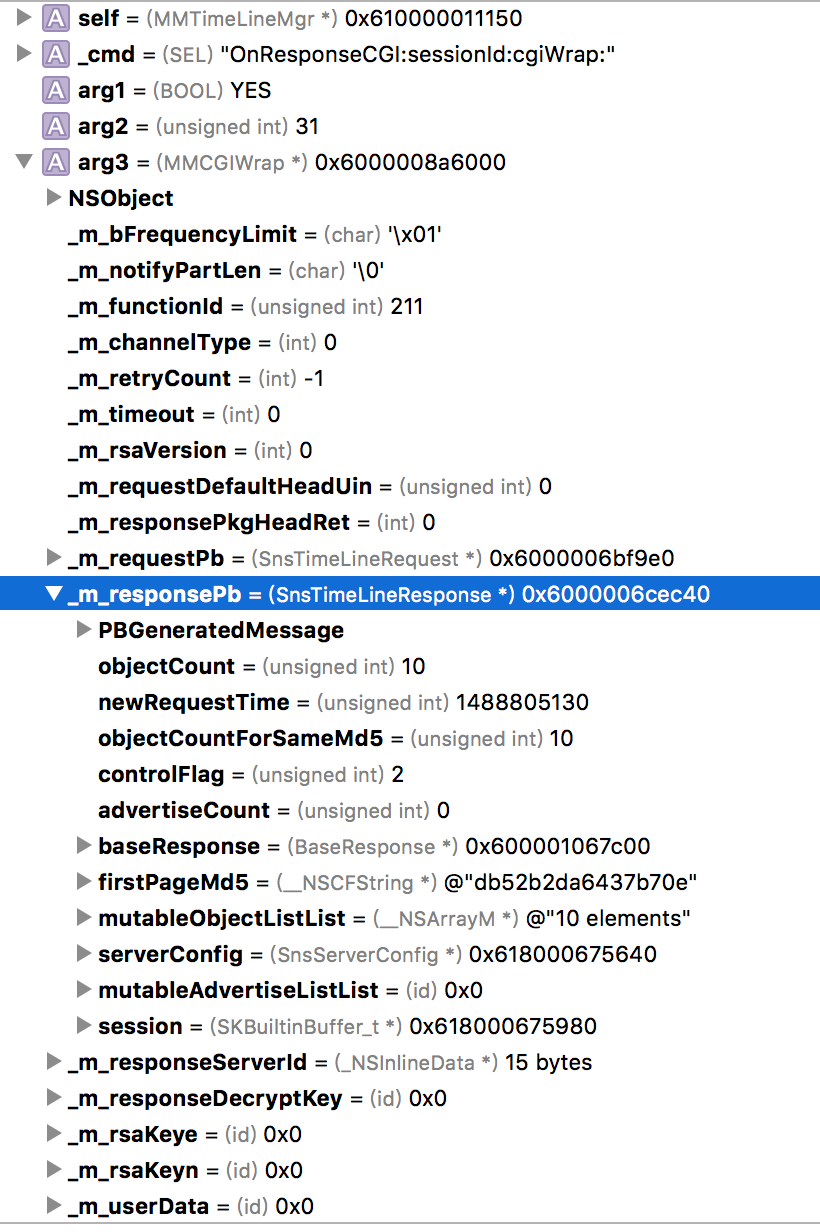 A self = (MMTimeLineMgr *) 0x610000011150
A _cmd = (SEL) "OnResponseCGI:sessionId:cgiWrap:"
A arg1 = (BOOL) YES
A arg2 = (unsigned int) 31
A arg3 = (MMCGIWrap *) 0x6000008a6000
NSObject
_m_bFrequencyLimit = (char) '\x01'
_m_notifyPartLen = (char) '\0'
_m_functionId = (unsigned int) 211
_m_channelType = (int) 0
_m_retryCount = (int) -1
_m_timeout = (int) 0
_m_rsaVersion = (int) 0
_m_requestDefaultHeadUin = (unsigned int) 0
_m_responsePkgHeadRet = (int) 0
_m_requestPb = (SnsTimeLineRequest *) 0x6000006bf9e0
_m_responsePb = (SnsTimeLineResponse *) 0x6000006cec40
PBGeneratedMessage
objectCount = (unsigned int) 10
newRequestTime = (unsigned int) 1488805130
objectCountForSameMd5 = (unsigned int) 10
controlFlag = (unsigned int) 2
advertiseCount = (unsigned int) 0
baseResponse = (BaseResponse *) 0x600001067c00
firstPageMd5 = (__NSCFString *) @"db52b2da6437b70e"
mutableObjectListList = (__NSArrayM *) @"10 elements"
serverConfig = (SnsServerConfig *) 0x618000675640
mutableAdvertiseListList = (id) 0x0
session = (SKBuiltinBuffer_t *) 0x618000675980
_m_responseServerId = (_NSInlineData *) 15 bytes
_m_responseDecryptKey = (id) 0x0
_m_rsaKeye = (id) 0x0
_m_rsaKeyn = (id) 0x0
_m_userData = (id) 0x0